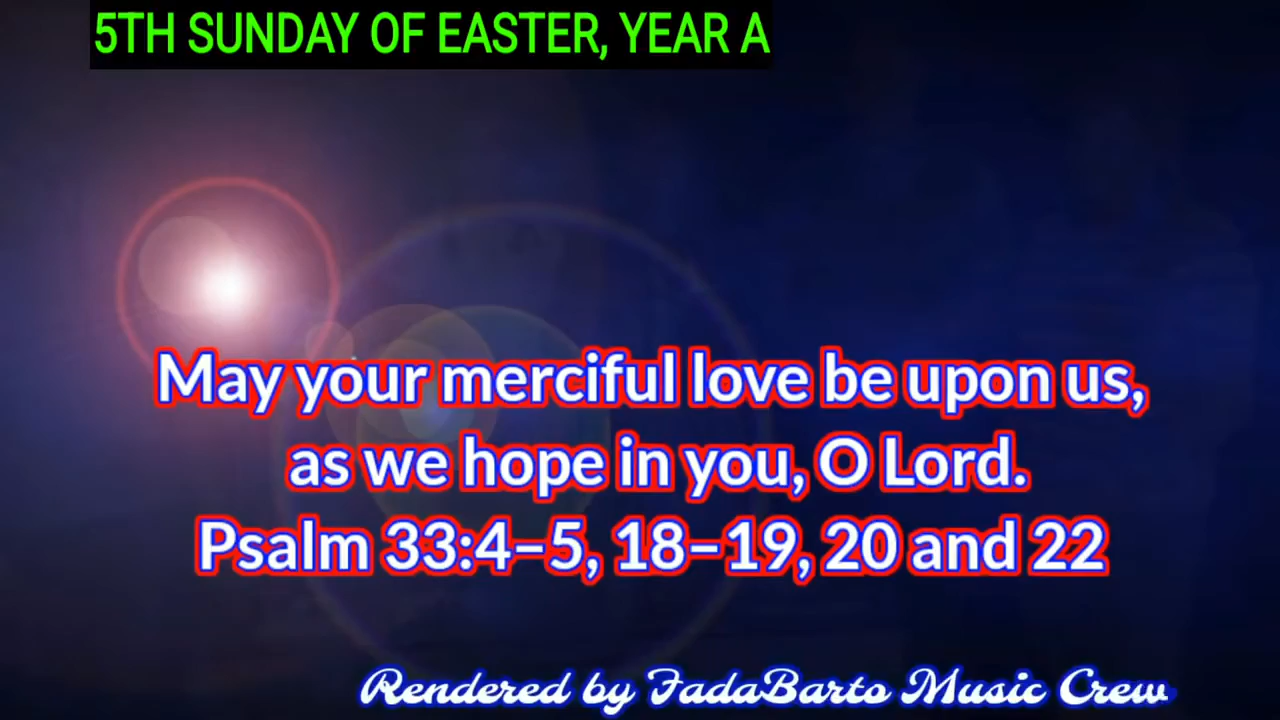 5TH SUNDAY OF EASTER, YEAR A
May your merciful love be upon us,
as we hope in you, O Lord.
Psalm 33:4–5, 18–19, 20 and 22
Rendered by FadaBarto Music Crew